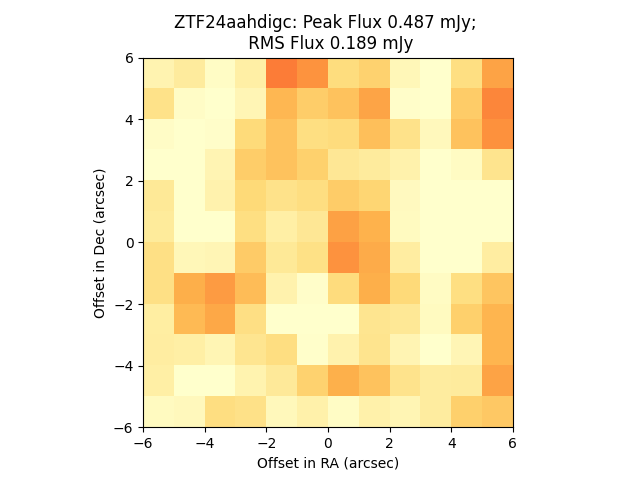 ZTF24aahdigc: Peak Flux 0.487 mJy;
RMS Flux 0.189 mJy
6
4
2
0
−2
−4
−6
Offset in Dec (arcsec)
−6 −4 −2 0 2 4 6
Offset in RA (arcsec)